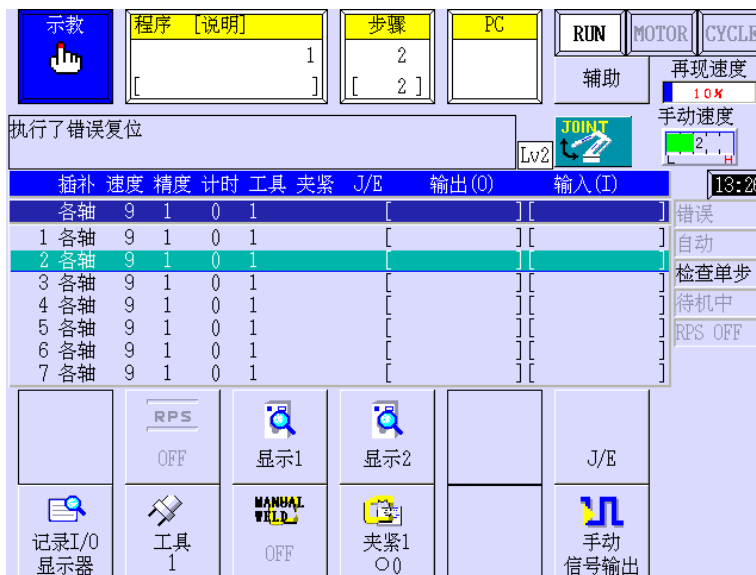 示教
程序 [说明]
1
[ ]
步骤
2
[ 2 ]
PC
RUN
MOTOR
CYCLE
辅助
再现速度
10%
手动速度
2
L H
执行了错误复位
Lv2
JOINT
插补 速度 精度 计时 工具 夹紧 J/E 输出(O) 输入(I)
各轴 9 1 0 1 [ ][ ]
1 各轴 9 1 0 1 [ ][ ]
2 各轴 9 1 0 1 [ ][ ]
3 各轴 9 1 0 1 [ ][ ]
4 各轴 9 1 0 1 [ ][ ]
5 各轴 9 1 0 1 [ ][ ]
6 各轴 9 1 0 1 [ ][ ]
7 各轴 9 1 0 1 [ ][ ]
错误
自动
检查单步
待机中
RPS OFF
RPS
OFF
显示1
显示2
J/E
记录I/O
显示器
工具
1
MANUAL
WELD
OFF
夹紧1
○0
手动
信号输出